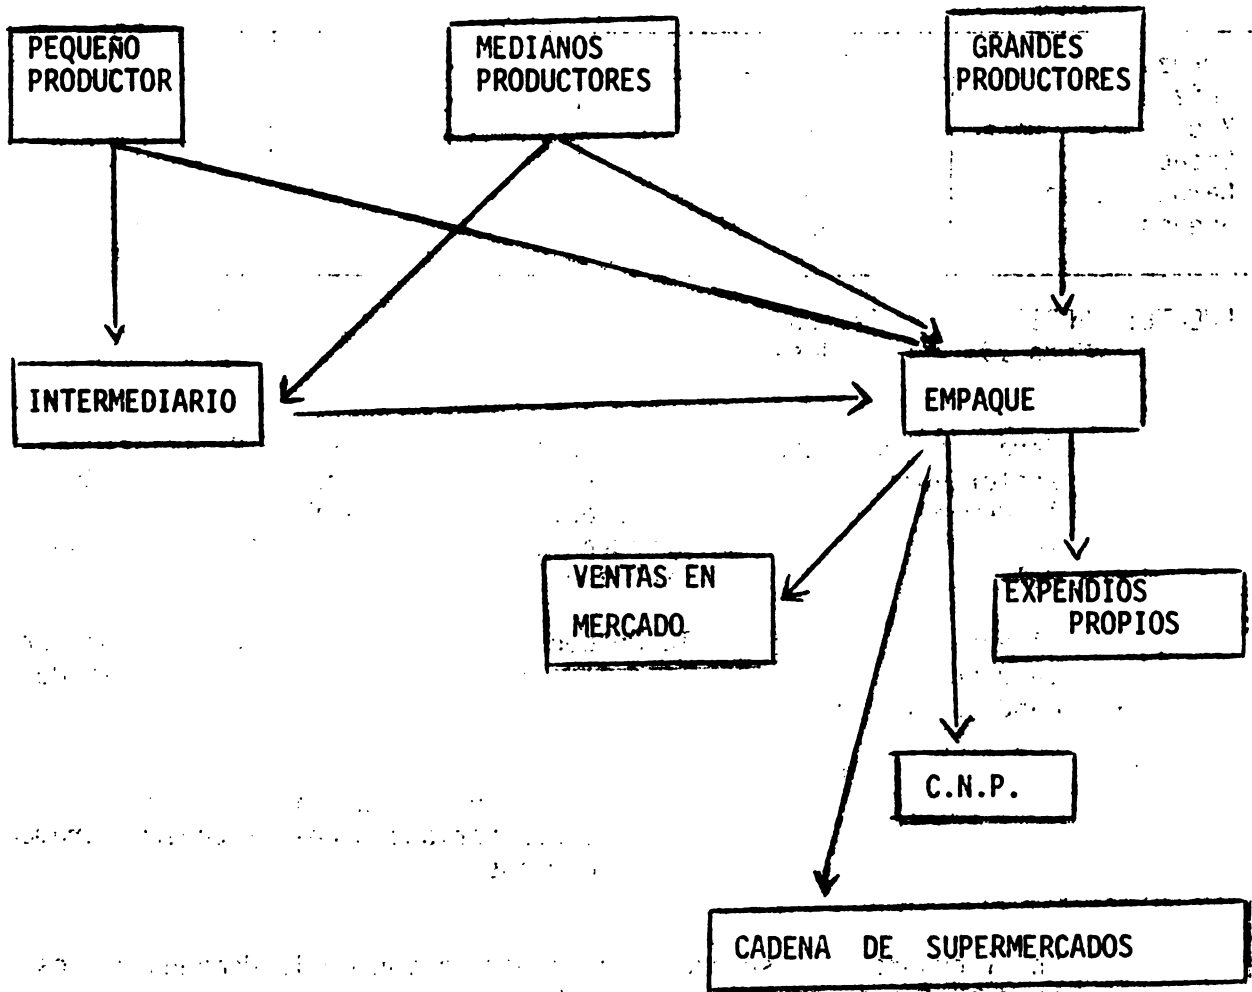 PEQUEÑO
PRODUCTOR
MEDIANOS
PRODUCTORES
GRANDES
PRODUCTORES
INTERMEDIARIO
EMPAQUE
VENTAS EN
MERCADO
EXPENDIOS
PROPIOS
C.N.P.
CADENA DE SUPERMERCADOS